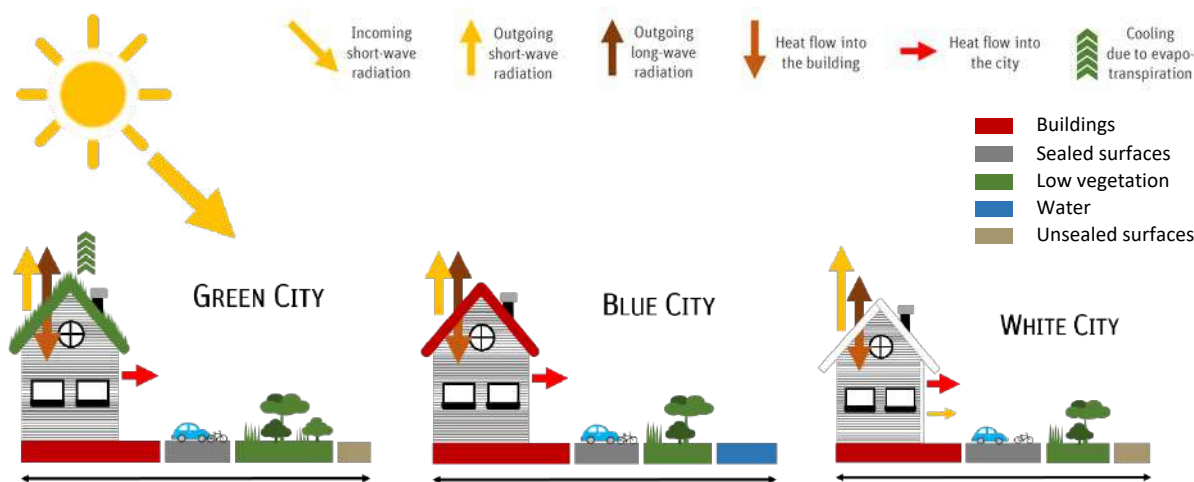 Incoming
short-wave
radiation
Outgoing
short-wave
radiation
Outgoing
long-wave
radiation
Heat flow into
the building
Heat flow into
the city
Cooling
due to evapo-
transpiration
Buildings
Sealed surfaces
Low vegetation
Water
Unsealed surfaces
GREEN CITY
BLUE CITY
WHITE CITY